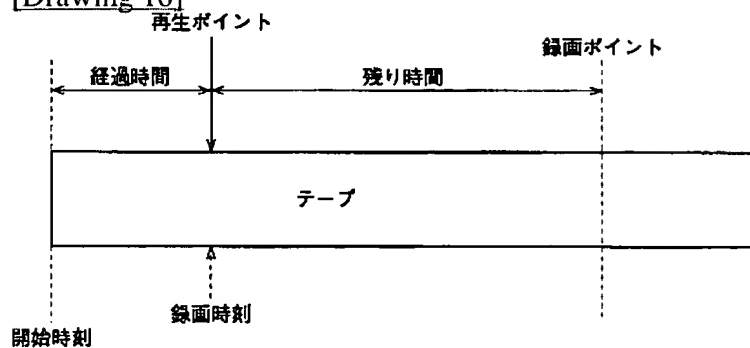 [Drawing 16]
再生ポイント
録画ポイント
経過時間
残り時間
テープ
録画時刻
開始時刻